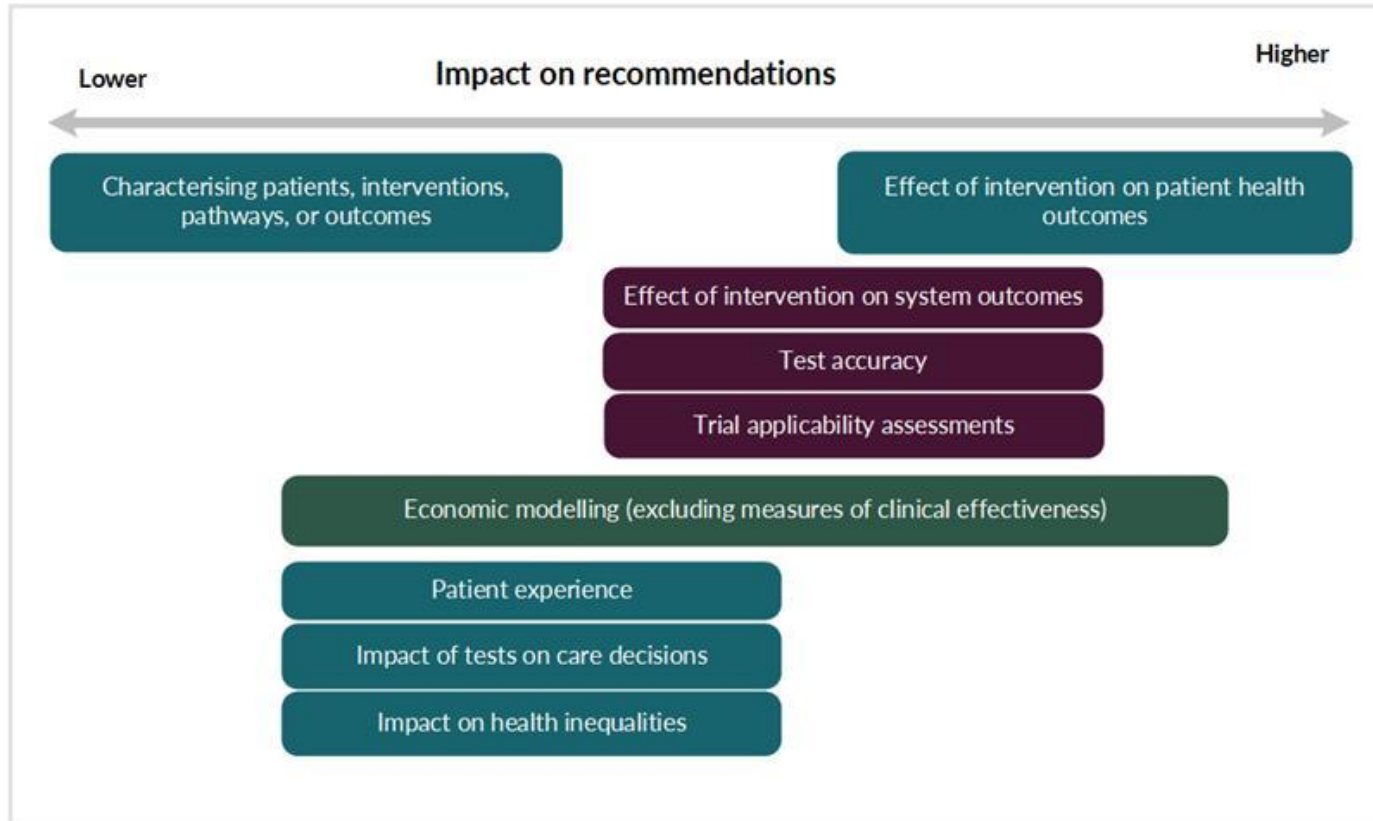 Lower
Impact on recommendations
Higher
Characterising patients, interventions,
pathways, or outcomes
Effect of intervention on patient health
outcomes
Effect of intervention on system outcomes
Test accuracy
Trial applicability assessments
Economic modelling (excluding measures of clinical effectiveness)
Patient experience
Impact of tests on care decisions
Impact on health inequalities